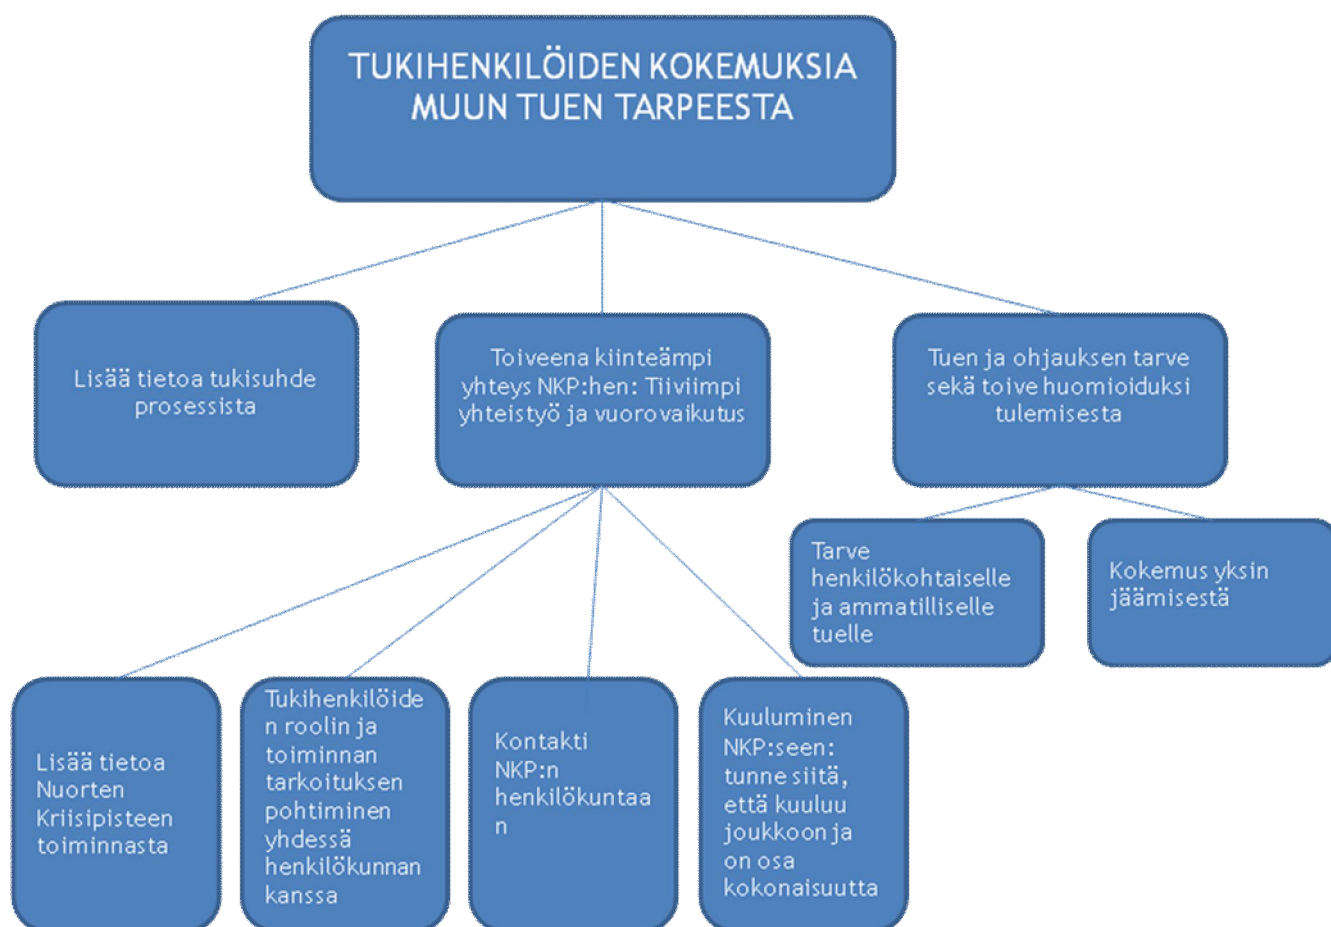 TUKIHENKILÖIDEN KOKEMUKSIA
MUUN TUEN TARPEESTA
Lisää tietoa tukisuhde
prosessista
Toiveena kiinteämpi
yhteys NKP:hen: Tiiviimpi
yhteistyö ja vuorovaikutus
Tuen ja ohjauksen tarve
sekä toive huomioiduksi
tulemisesta
Tarve
henkilökohtaiselle
ja ammatilliselle
tuelle
Kokemus yksin
jäämisestä
Lisää tietoa
Nuorten
Kriisipisteen
toiminnasta
Tukihenkilöide
n roolin ja
toiminnan
tarkoituksen
pohtiminen
yhdessä
henkilökunnan
kanssa
Kontakti
NKP:n
henkilökuntaa
n
Kuuluminen
NKP:seen:
tunne siitä,
että kuuluu
joukkoon ja
on osa
kokonaisuutta